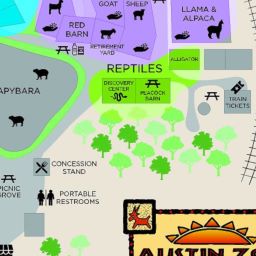 GOAT
SHEEP
LLAMA &
ALPACA
RED
BARN
RETIREMENT
YARD
REPTILES
ALLIGATOR
DISCOVERY
CENTER
PEACOCK
BARN
APYBARA
TRAIN
TICKETS
CONCESSION
STAND
PICNIC
GROVE
PORTABLE
RESTROOMS
AUSTIN ZO